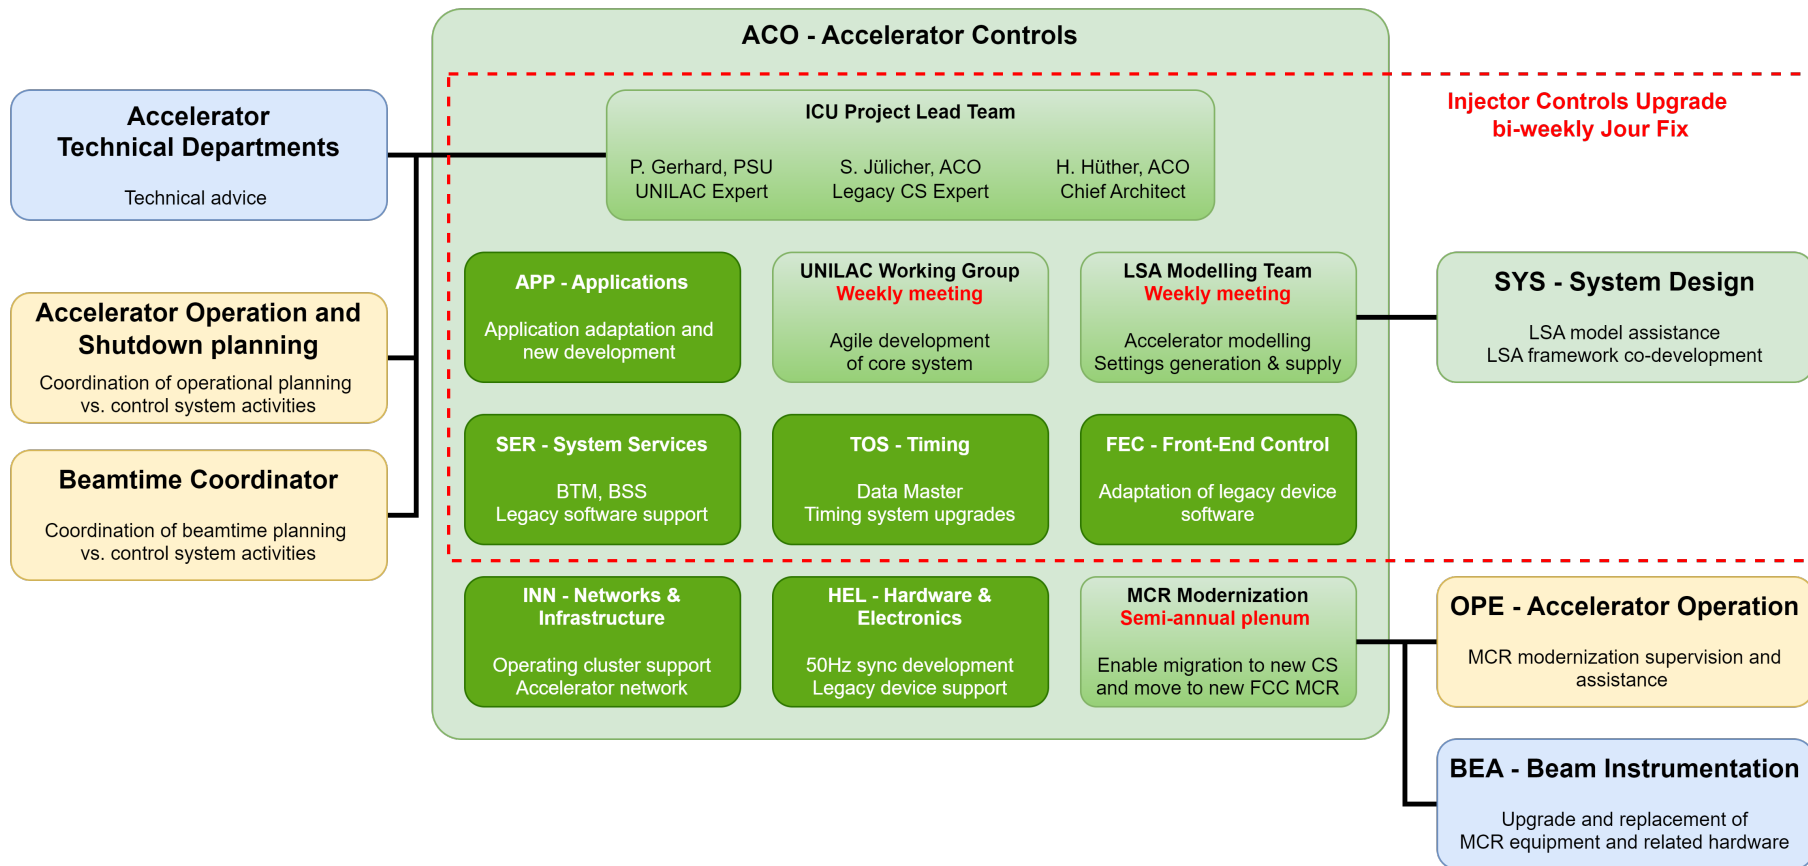 ACO - Accelerator Controls
Injector Controls Upgrade
bi-weekly Jour Fix
Accelerator
Technical Departments
Technical advice
ICU Project Lead Team
P. Gerhard, PSU
UNILAC Expert
S. Jülicher, ACO
Legacy CS Expert
H. Hüther, ACO
Chief Architect
Accelerator Operation and
Shutdown planning
Coordination of operational planning
vs. control system activities
APP - Applications
Application adaptation and
new development
UNILAC Working Group
Weekly meeting
Agile development
of core system
LSA Modelling Team
Weekly meeting
Accelerator modelling
Settings generation & supply
SYS - System Design
LSA model assistance
LSA framework co-development
Beamtime Coordinator
Coordination of beamtime planning
vs. control system activities
SER - System Services
BTM, BSS
Legacy software support
TOS - Timing
Data Master
Timing system upgrades
FEC - Front-End Control
Adaptation of legacy device
software
INN - Networks &
Infrastructure
Operating cluster support
Accelerator network
HEL - Hardware &
Electronics
50Hz sync development
Legacy device support
MCR Modernization
Semi-annual plenum
Enable migration to new CS
and move to new FCC MCR
OPE - Accelerator Operation
MCR modernization supervision and
assistance
BEA - Beam Instrumentation
Upgrade and replacement of
MCR equipment and related hardware